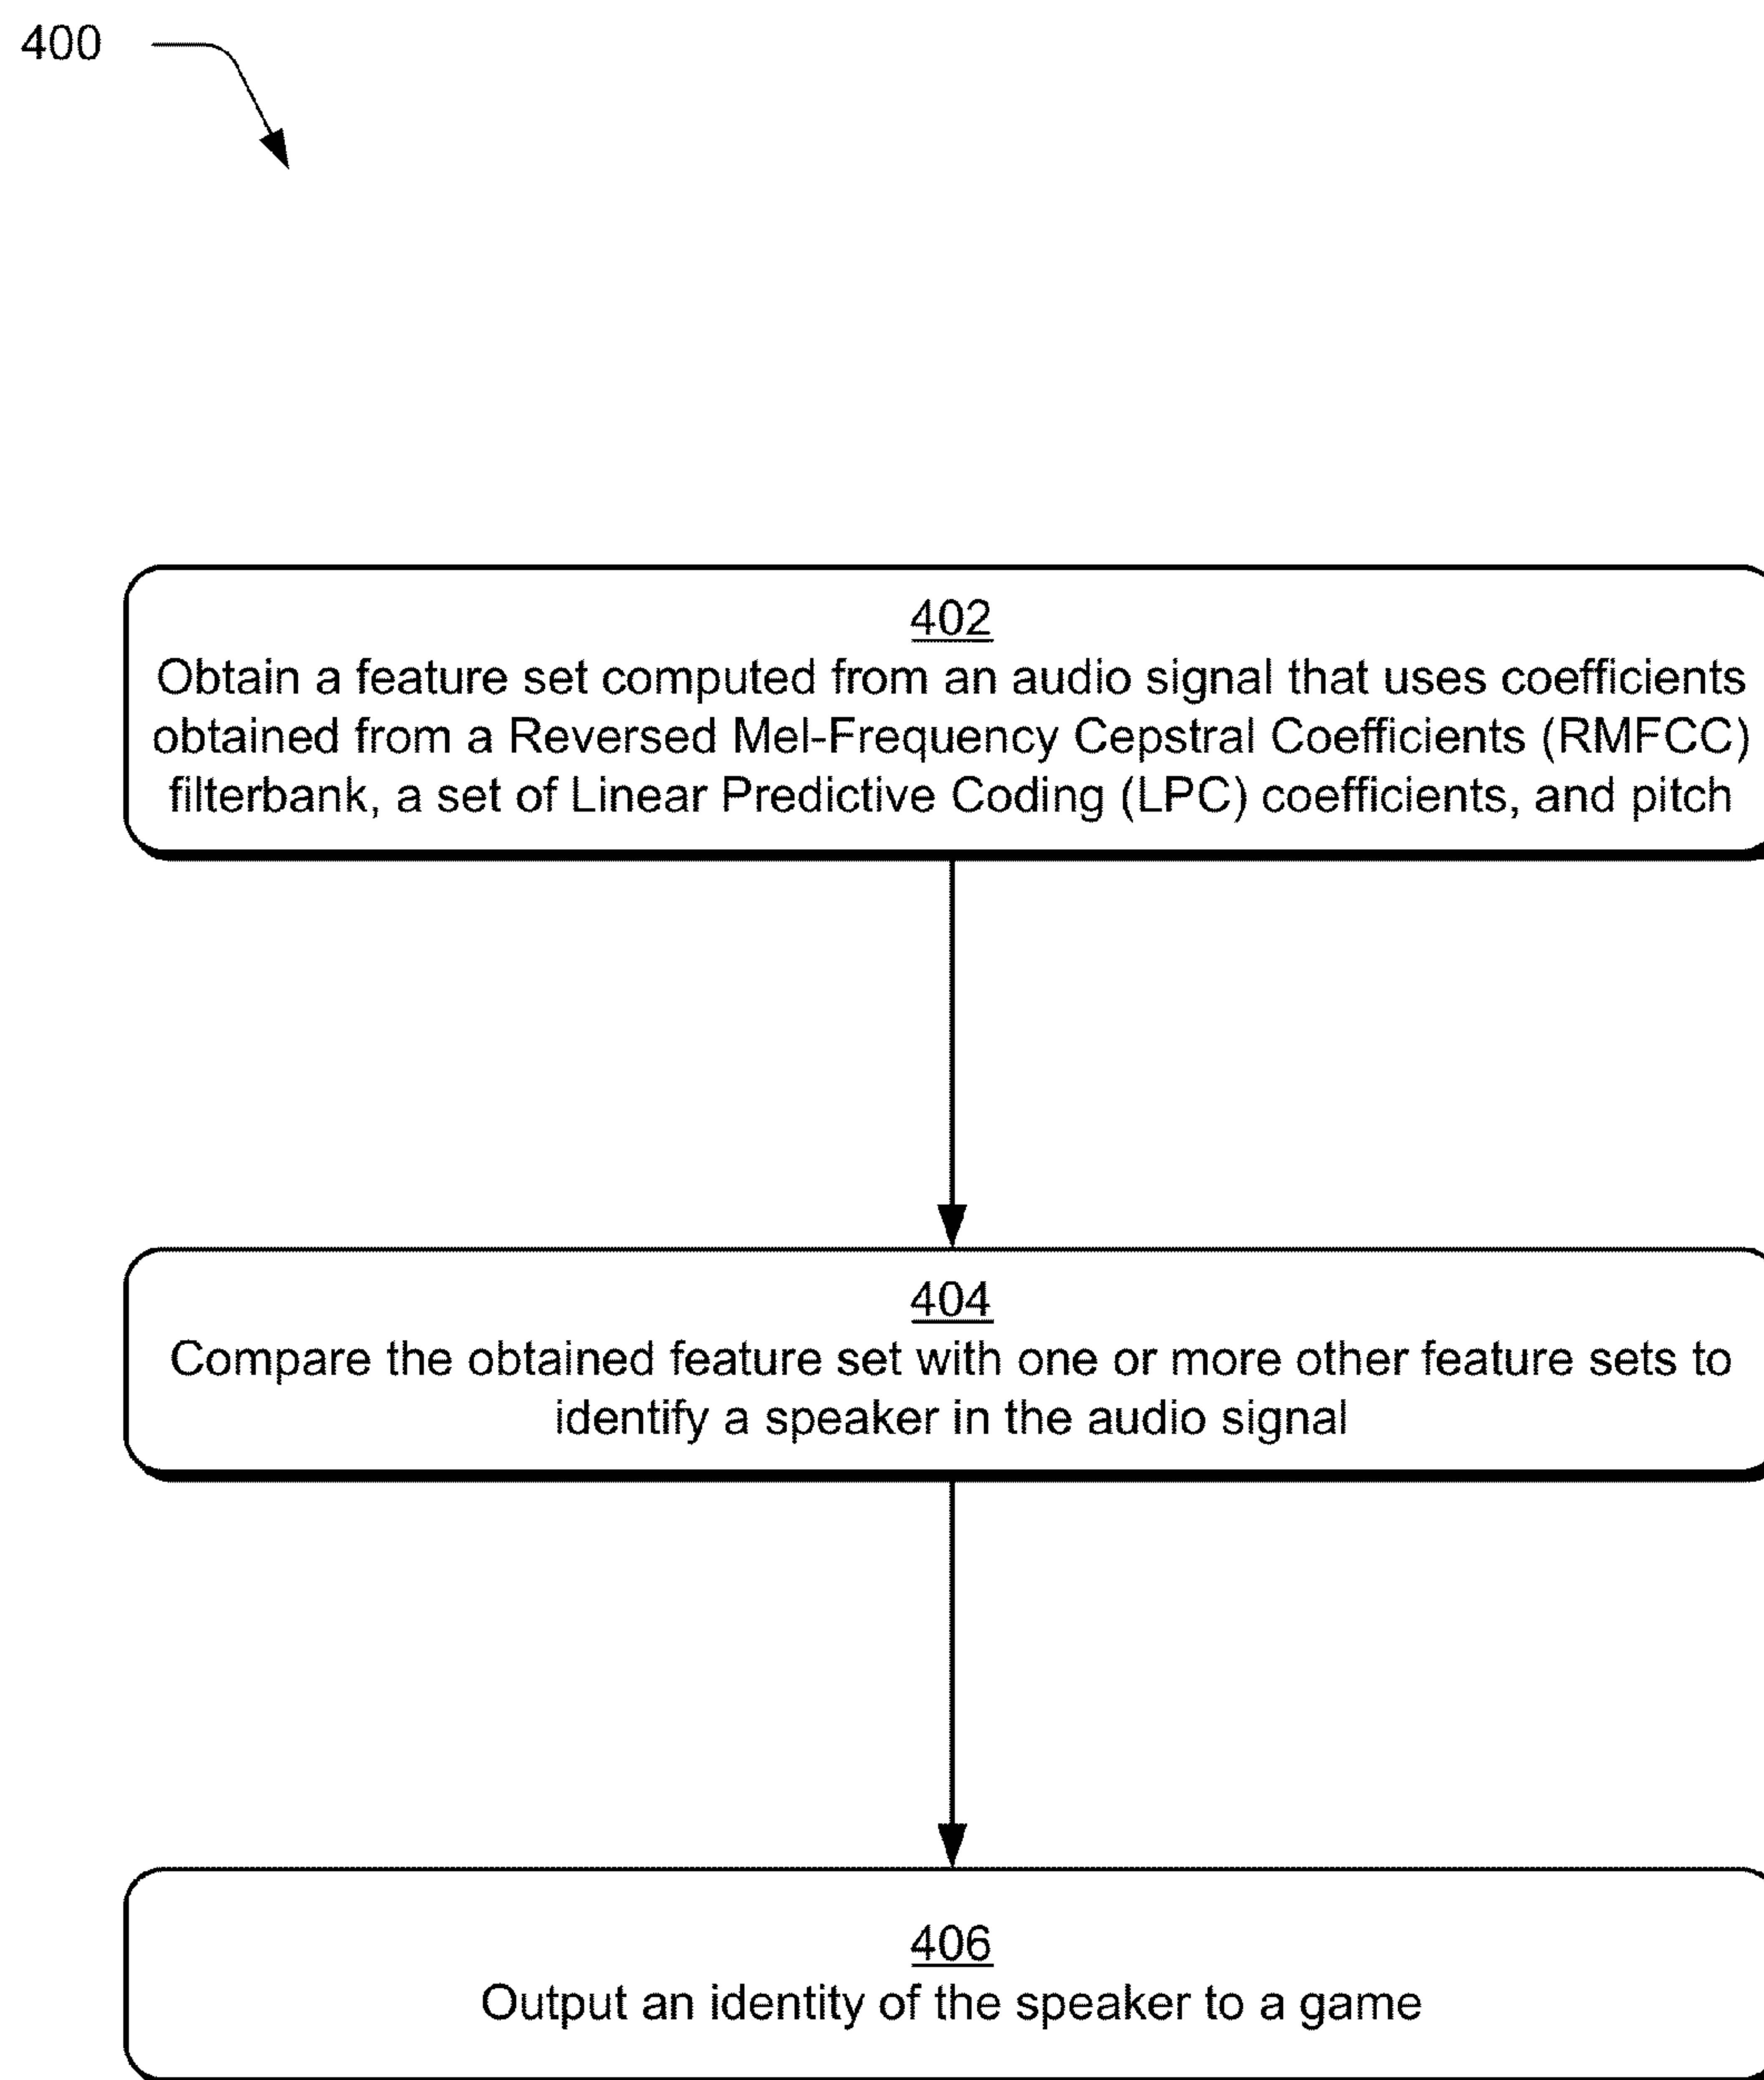 400
402
Obtain a feature set computed from an audio signal that uses coefficients
obtained from a Reversed Mel-Frequency Cepstral Coefficients (RMFCC)
filterbank, a set of Linear Predictive Coding (LPC) coefficients, and pitch
404
Compare the obtained feature set with one or more other feature sets to
identify a speaker in the audio signal
406
Output an identity of the speaker to a game